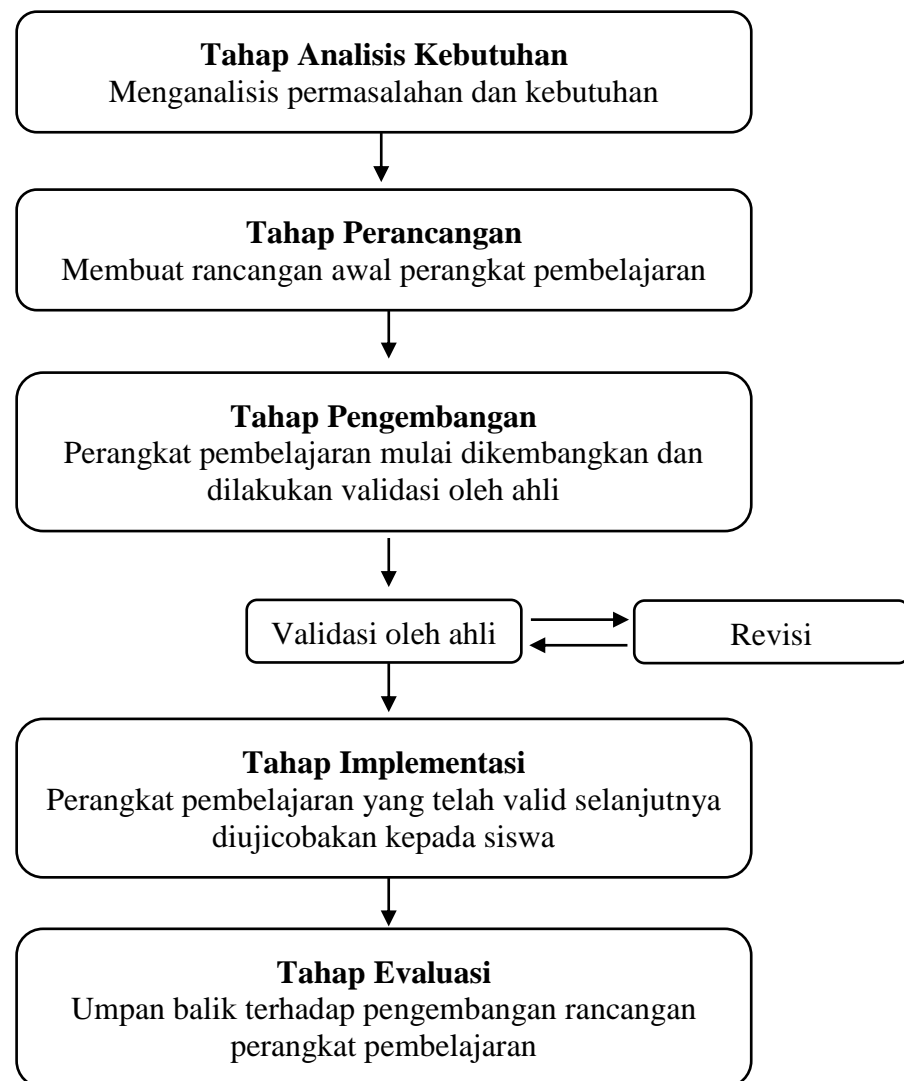 Tahap Analisis Kebutuhan
Menganalisis permasalahan dan kebutuhan
Tahap Perancangan
Membuat rancangan awal perangkat pembelajaran
Tahap Pengembangan
Perangkat pembelajaran mulai dikembangkan dan
dilakukan validasi oleh ahli
Validasi oleh ahli
Revisi
Tahap Implementasi
Perangkat pembelajaran yang telah valid selanjutnya
diujicobakan kepada siswa
Tahap Evaluasi
Umpan balik terhadap pengembangan rancangan
perangkat pembelajaran